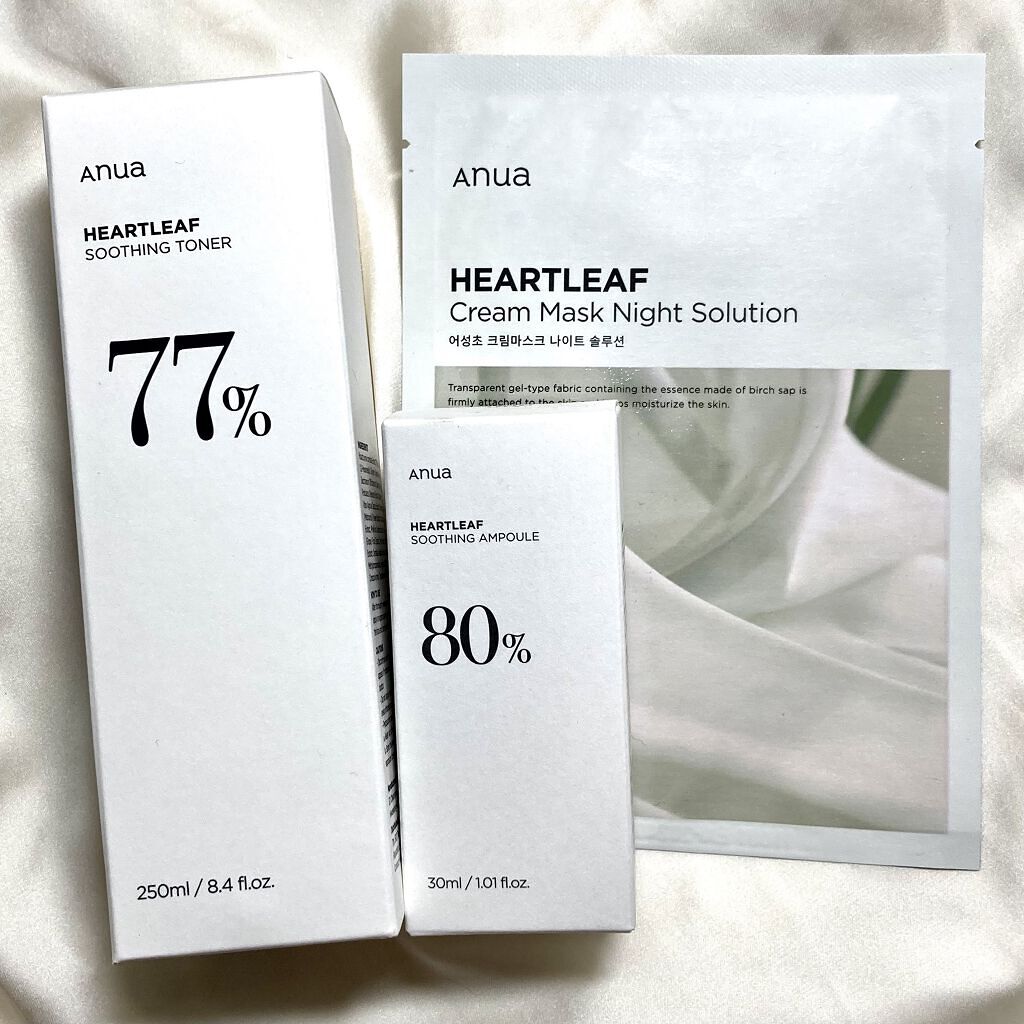 Anua
HEARTLEAF
SOOTHING TONER
77%
250ml / 8.4 fl.oz.
Anua
HEARTLEAF
Cream Mask Night Solution
어성초 크림마스크 나이트 솔루션
Transparent gel-type fabric containing the essence made of birch sap is
firmly attached to the skin moisturize the skin.
Anua
HEARTLEAF
SOOTHING AMPOULE
80%
30ml / 1.01 fl.oz.